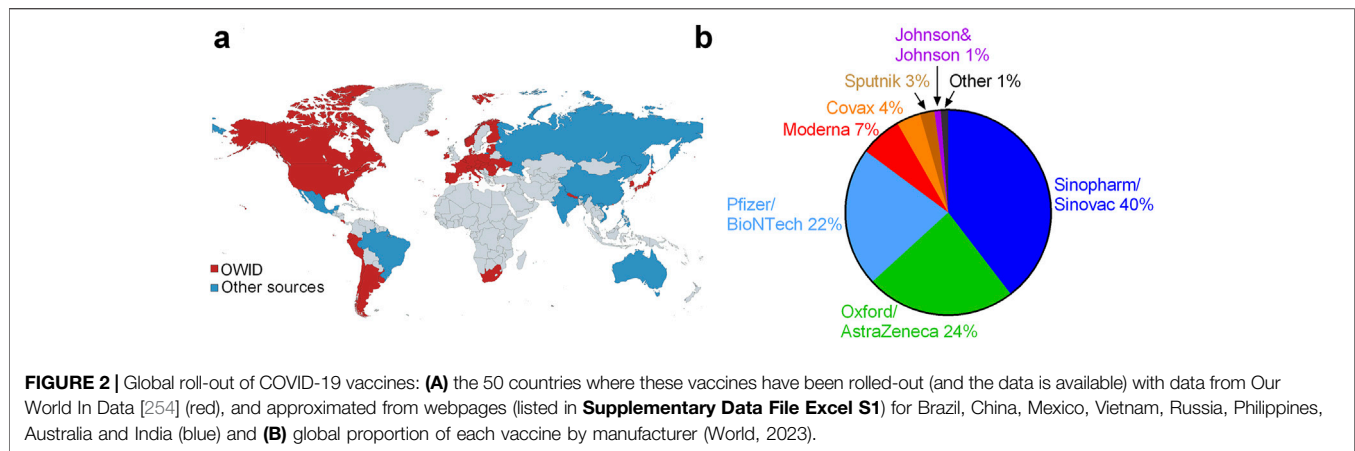 a
OWID
Other sources
b
Johnson&
Johnson 1%
Sputnik 3%
Other 1%
Covax 4%
Moderna 7%
Pfizer/
BioNTech 22%
Sinopharm/
Sinovac 40%
Oxford/
AstraZeneca 24%
FIGURE 2 | Global roll-out of COVID-19 vaccines: (A) the 50 countries where these vaccines have been rolled-out (and the data is available) with data from Our
World In Data [254] (red), and approximated from webpages (listed in Supplementary Data File Excel S1) for Brazil, China, Mexico, Vietnam, Russia, Philippines,
Australia and India (blue) and (B) global proportion of each vaccine by manufacturer (World, 2023).